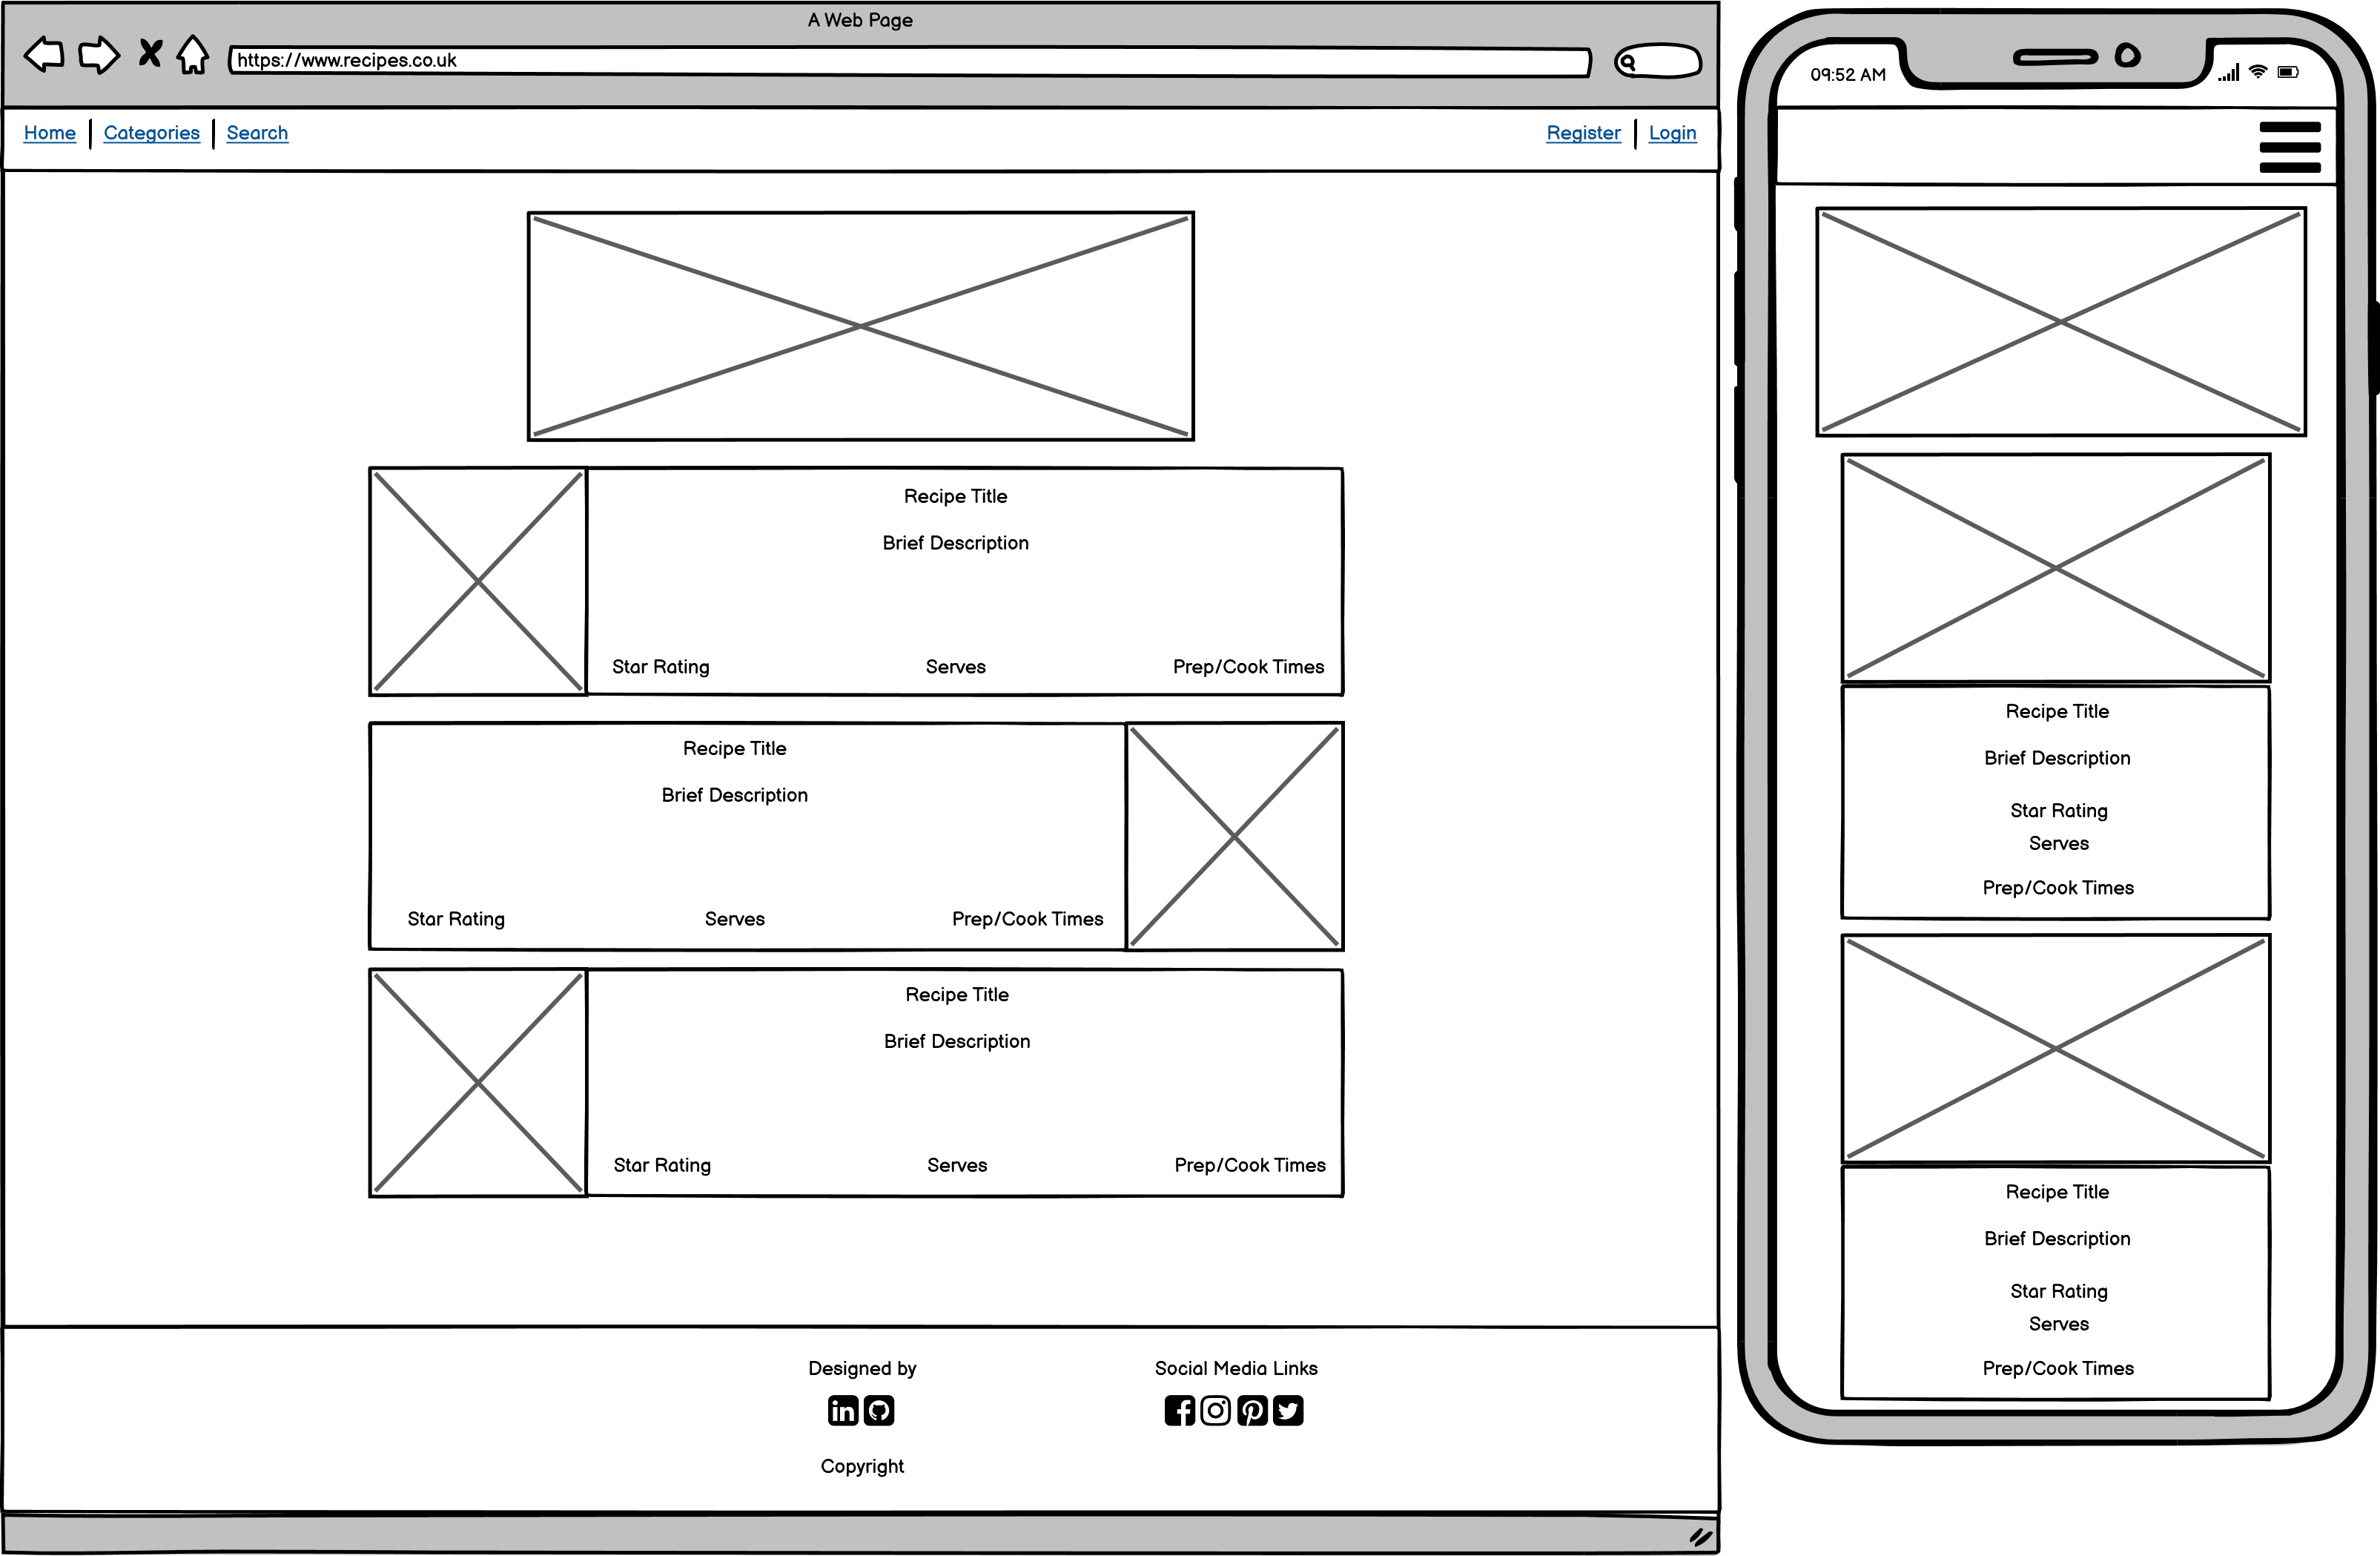 A Web Page
https://www.recipes.co.uk
Home Categories Search Register Login
Recipe Title
Brief Description
Star Rating Serves Prep/Cook Times
Recipe Title
Brief Description
Star Rating Serves Prep/Cook Times
Recipe Title
Brief Description
Star Rating Serves Prep/Cook Times
Designed by Social Media Links
Copyright
09:52 AM
Recipe Title
Brief Description
Star Rating
Serves
Prep/Cook Times
Recipe Title
Brief Description
Star Rating
Serves
Prep/Cook Times